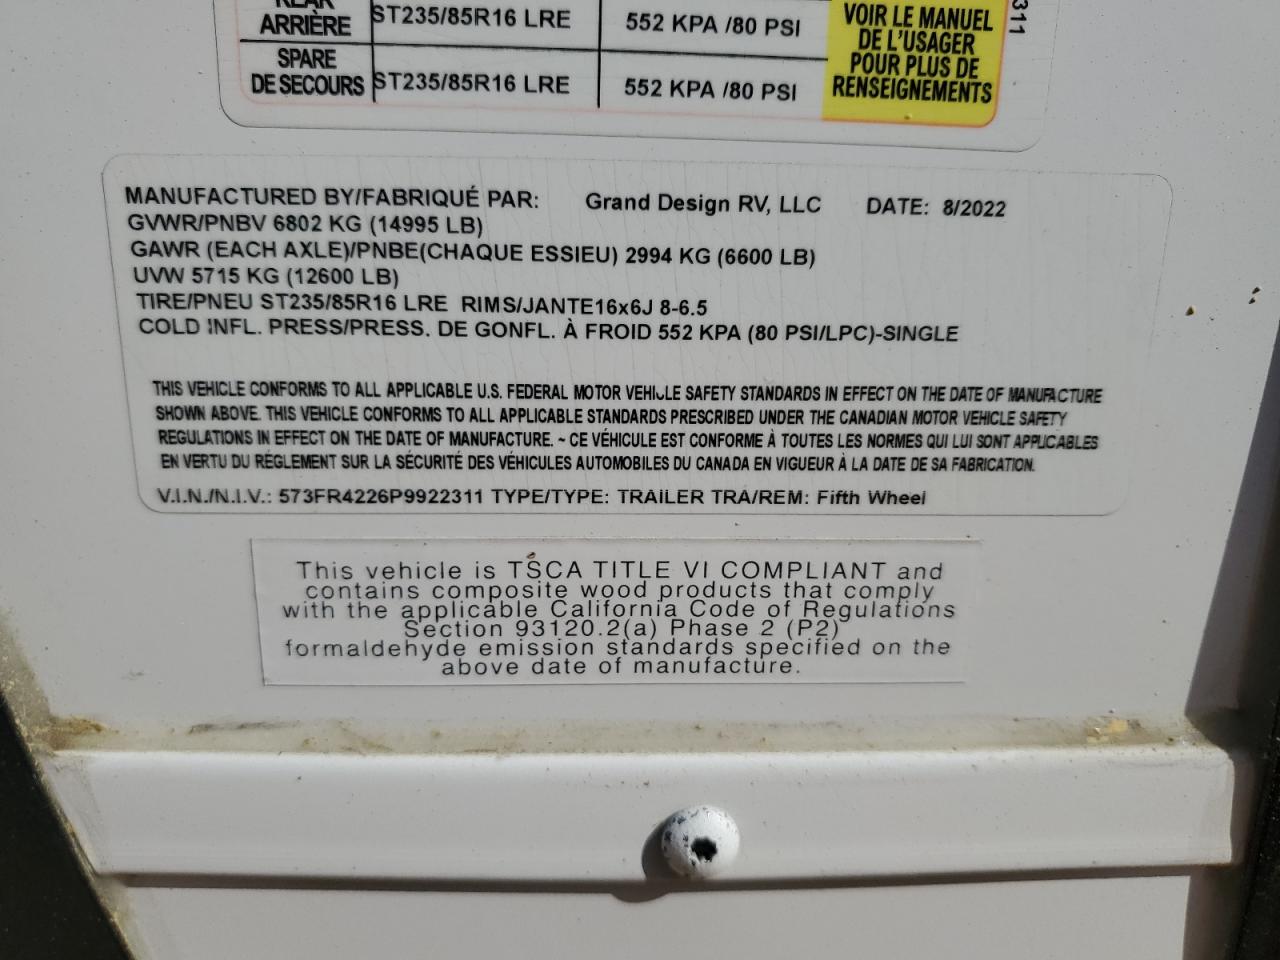 REAR
ARRIÈRE ST235/85R16 LRE 552 KPA /80 PSI
SPARE
DE SECOURS ST235/85R16 LRE 552 KPA /80 PSI
VOIR LE MANUEL
DE L'USAGER
POUR PLUS DE
RENSEIGNEMENTS
311
MANUFACTURED BY/FABRIQUÉ PAR: Grand Design RV, LLC DATE: 8/2022
GVWR/PNBV 6802 KG (14995 LB)
GAWR (EACH AXLE)/PNBE(CHAQUE ESSIEU) 2994 KG (6600 LB)
UVW 5715 KG (12600 LB)
TIRE/PNEU ST235/85R16 LRE RIMS/JANTE16x6J 8-6.5
COLD INFL. PRESS/PRESS. DE GONFL. À FROID 552 KPA (80 PSI/LPC)-SINGLE
THIS VEHICLE CONFORMS TO ALL APPLICABLE U.S. FEDERAL MOTOR VEHICLE SAFETY STANDARDS IN EFFECT ON THE DATE OF MANUFACTURE
SHOWN ABOVE. THIS VEHICLE CONFORMS TO ALL APPLICABLE STANDARDS PRESCRIBED UNDER THE CANADIAN MOTOR VEHICLE SAFETY
REGULATIONS IN EFFECT ON THE DATE OF MANUFACTURE. ~ CE VÉHICULE EST CONFORME À TOUTES LES NORMES QUI LUI SONT APPLICABLES
EN VERTU DU RÉGLEMENT SUR LA SÉCURITÉ DES VÉHICULES AUTOMOBILES DU CANADA EN VIGUEUR À LA DATE DE SA FABRICATION.
V.I.N./N.I.V.: 573FR4226P9922311 TYPE/TYPE: TRAILER TRA/REM: Fifth Wheel
This vehicle is TSCA TITLE VI COMPLIANT and
contains composite wood products that comply
with the applicable California Code of Regulations
Section 93120.2(a) Phase 2 (P2)
formaldehyde emission standards specified on the
above date of manufacture.